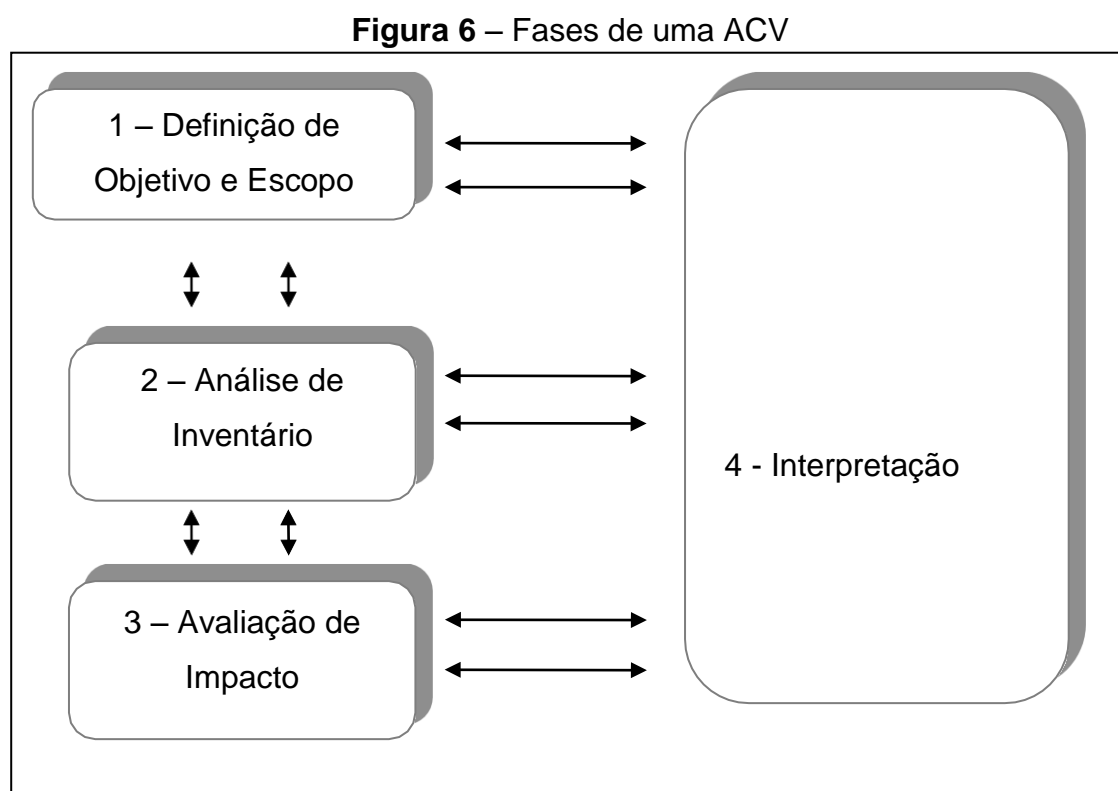 Figura 6 – Fases de uma ACV
1 – Definição de
Objetivo e Escopo
2 – Análise de
Inventário
3 – Avaliação de
Impacto
4 - Interpretação